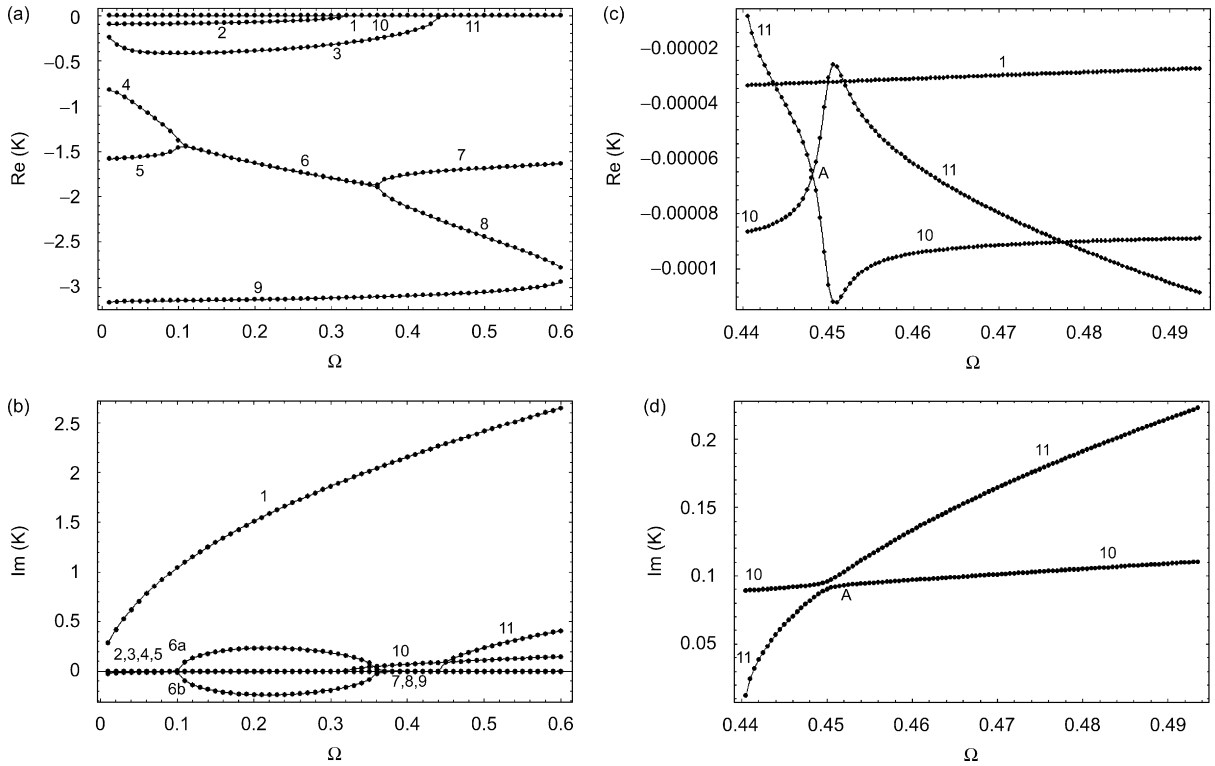 (a)
0
−0.5
−1
−1.5
−2
−2.5
−3
Re (K)
2
1
10
11
3
4
5
6
7
8
9
0 0.1 0.2 0.3 0.4 0.5 0.6
Ω
(c)
−0.00002
−0.00004
−0.00006
−0.00008
−0.0001
Re (K)
11
1
A
11
10
10
0.44 0.45 0.46 0.47 0.48 0.49
Ω
(b)
2.5
2
1.5
1
0.5
0
Im (K)
1
6a
2,3,4,5
6b
10
11
7,8,9
0 0.1 0.2 0.3 0.4 0.5 0.6
Ω
(d)
0.2
0.15
0.1
0.05
Im (K)
11
10
10
A
11
0.44 0.45 0.46 0.47 0.48 0.49
Ω